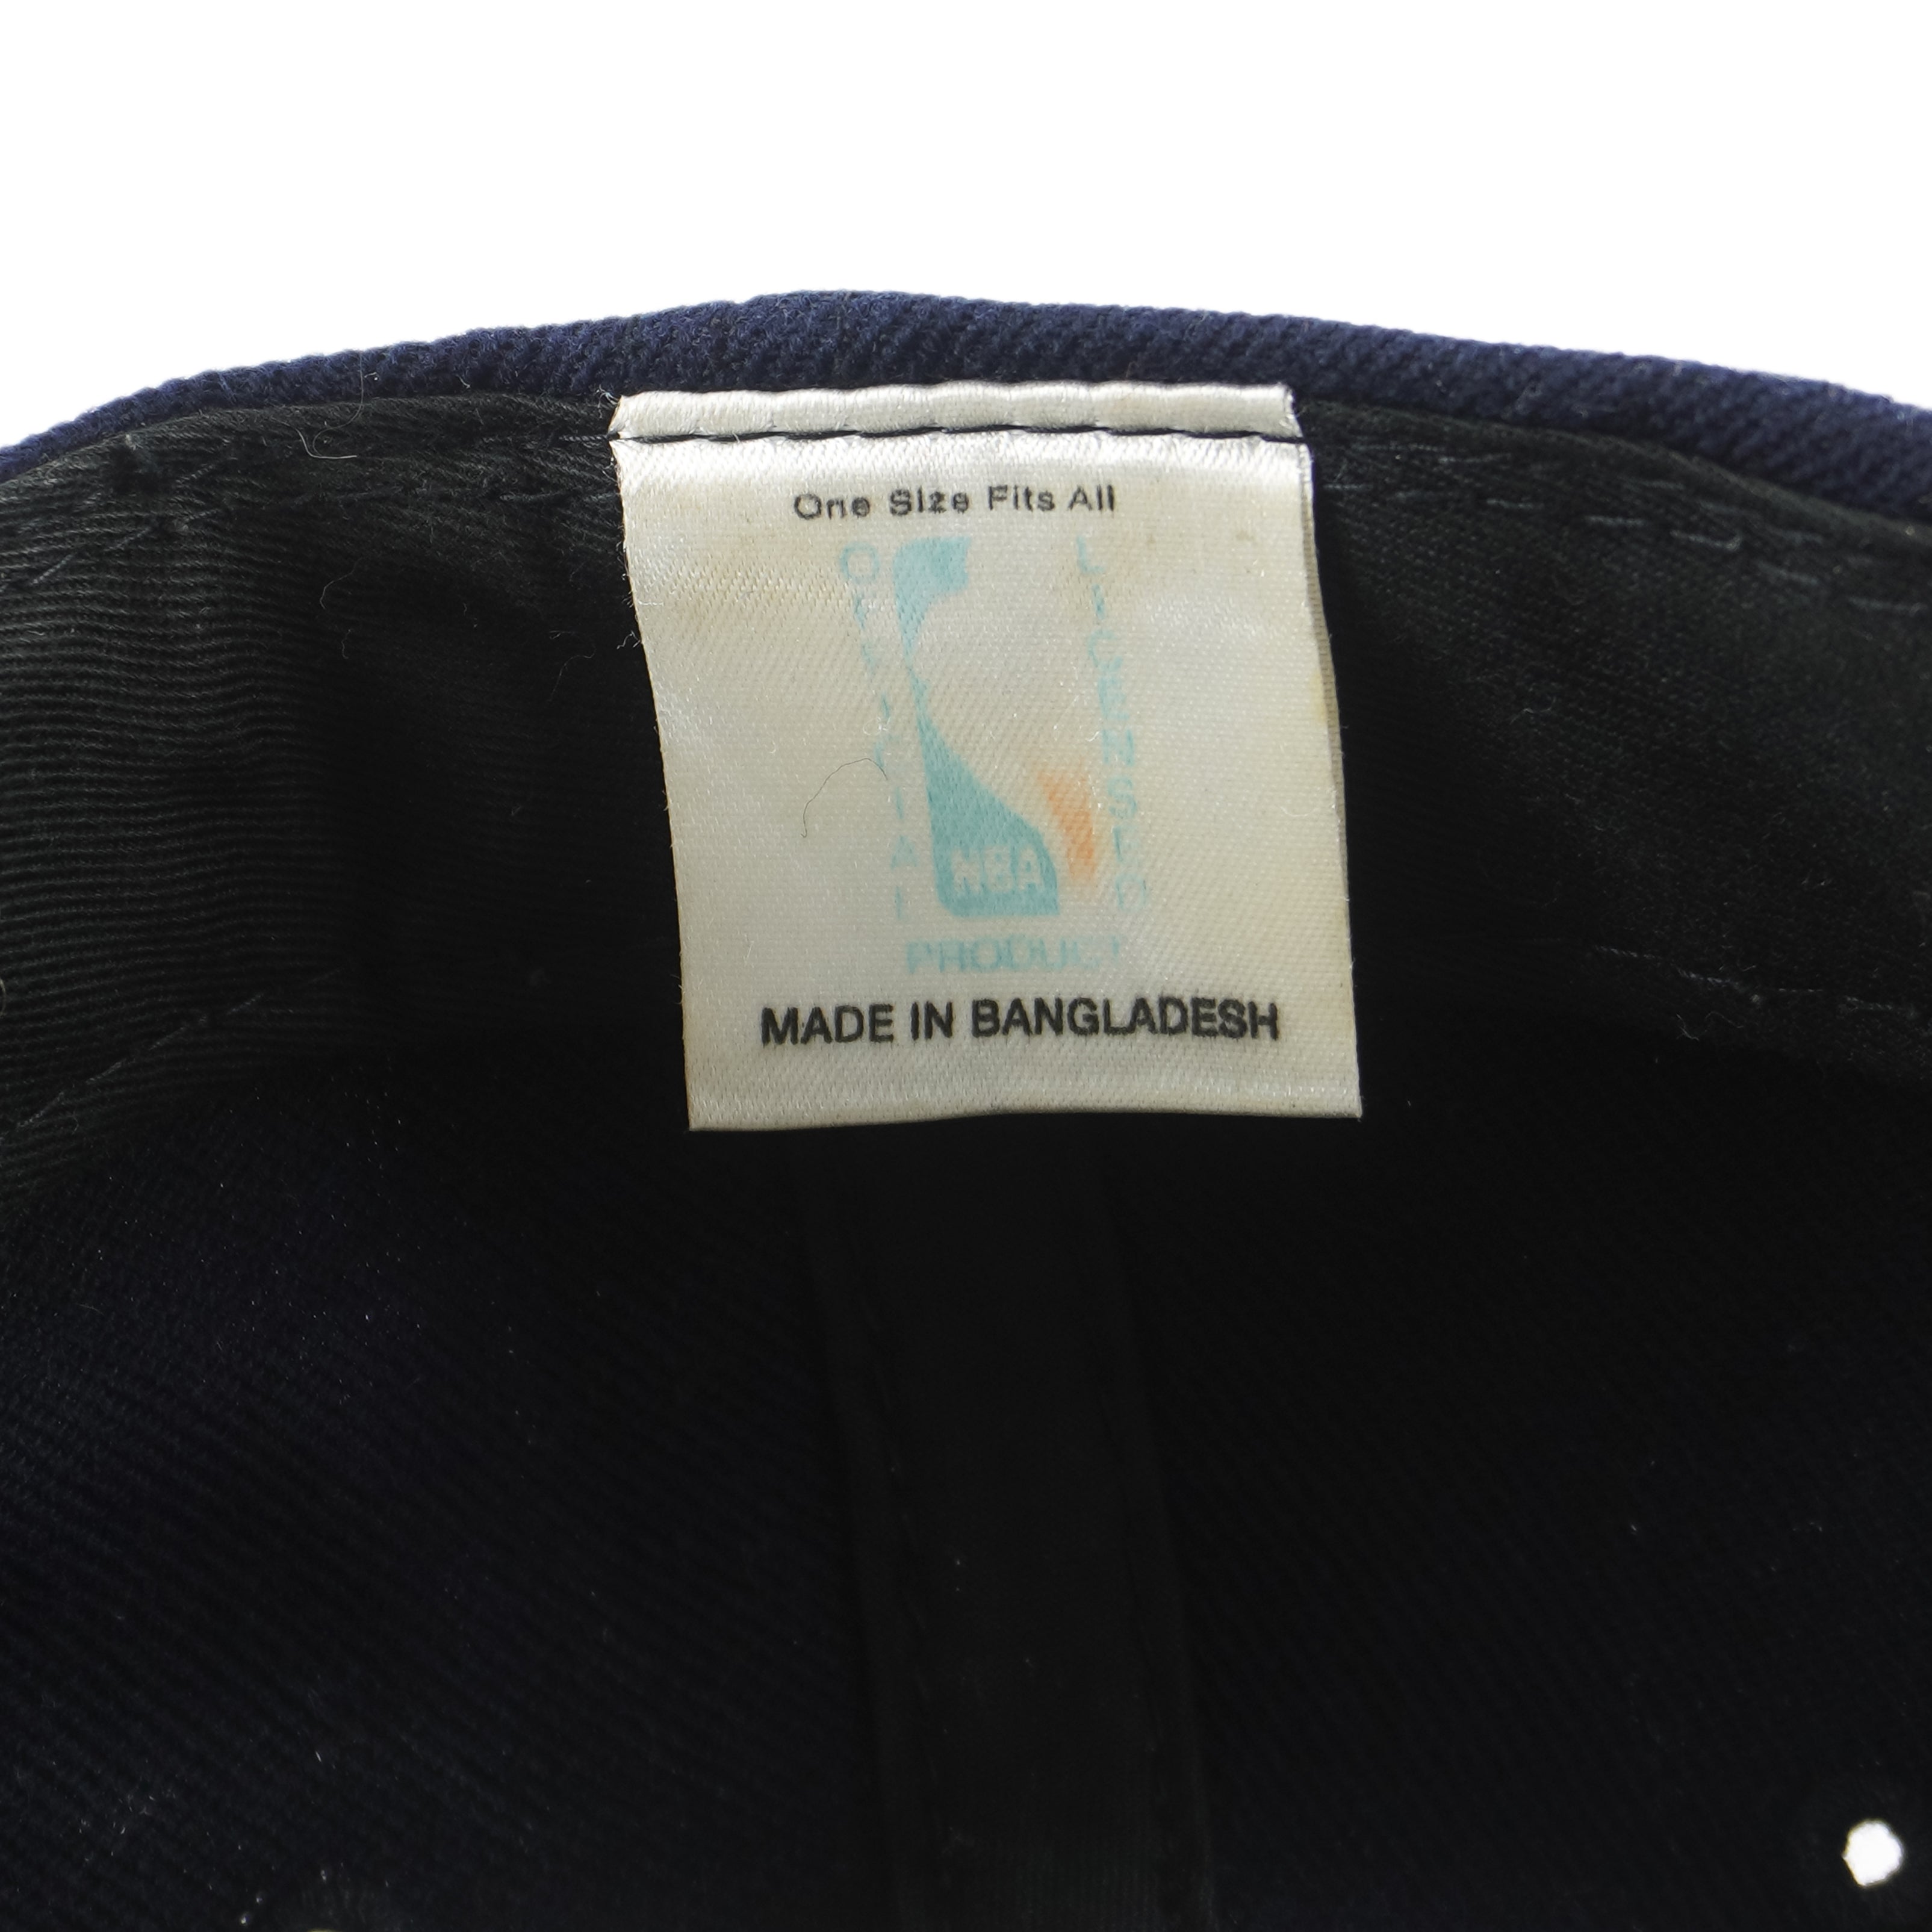 One Size Fits All
OFFICIAL
LICENSED
NBA
PRODUCT
MADE IN BANGLADESH